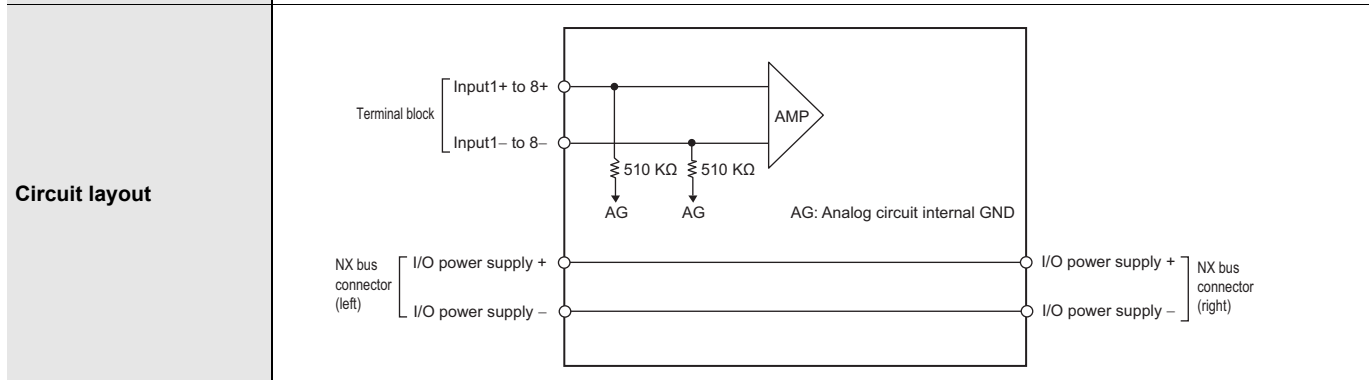 Circuit layout
Terminal block
Input1+ to 8+
Input1− to 8−
AMP
510 KΩ
510 KΩ
AG
AG
AG: Analog circuit internal GND
NX bus
connector
(left)
I/O power supply +
I/O power supply −
I/O power supply +
I/O power supply −
NX bus
connector
(right)